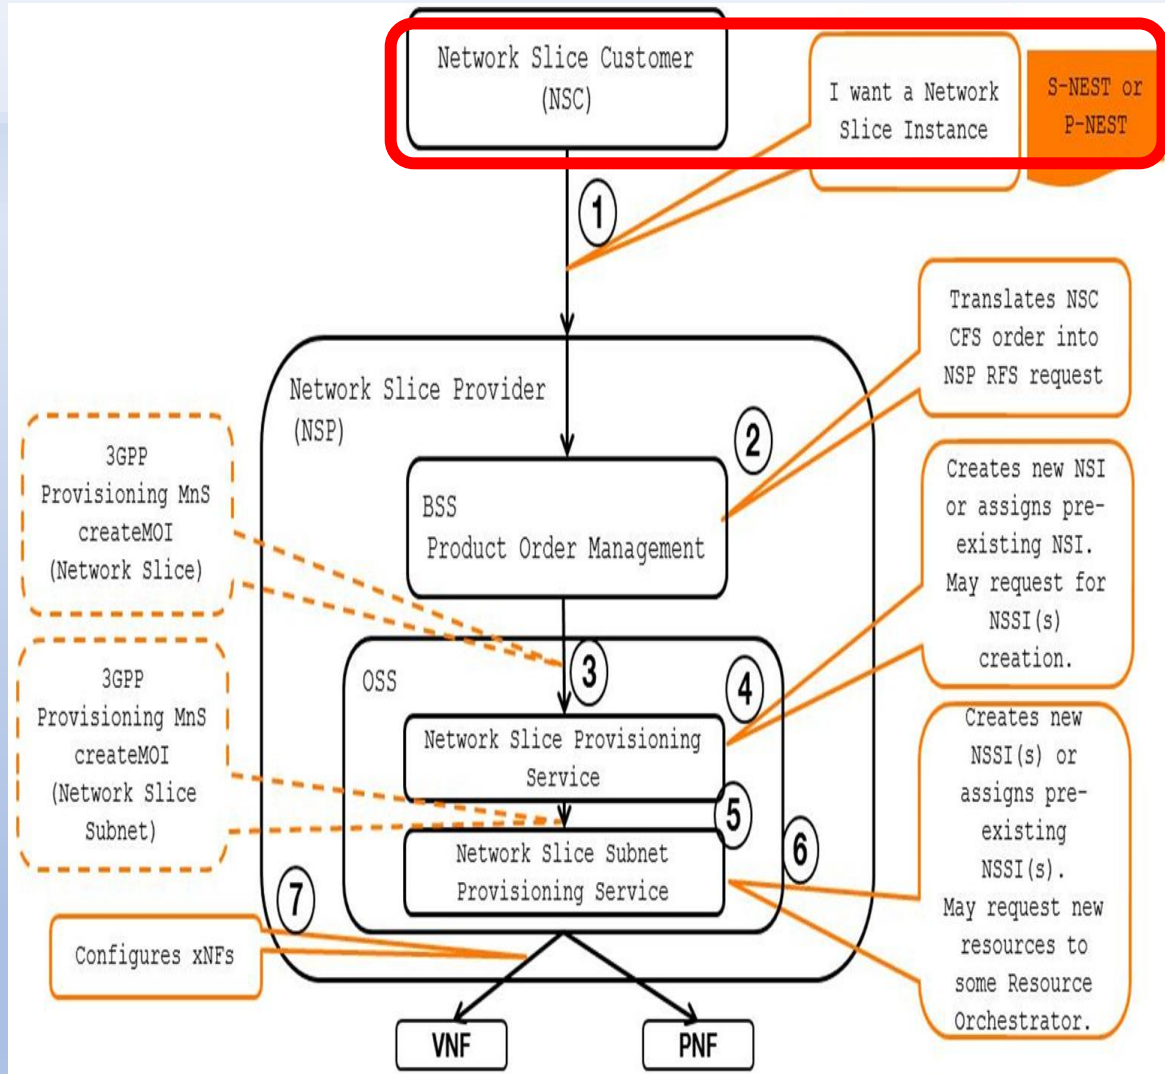 Network Slice Customer
(NSC)
I want a Network
Slice Instance
S-NEST or
P-NEST
1
Translates NSC
CFS order into
NSP RFS request
Network Slice Provider
(NSP)
2
3GPP
Provisioning MnS
createMOI
(Network Slice)
BSS
Product Order Management
Creates new NSI
or assigns pre-
existing NSI.
May request for
NSSI(s)
creation.
3
OSS
4
3GPP
Provisioning MnS
createMOI
(Network Slice
Subnet)
Network Slice Provisioning
Service
5
Network Slice Subnet
Provisioning Service
6
Creates new
NSSI(s) or
assigns pre-
existing
NSSI(s).
May request new
resources to
some Resource
Orchestrator.
7
Configures xNFs
VNF
PNF